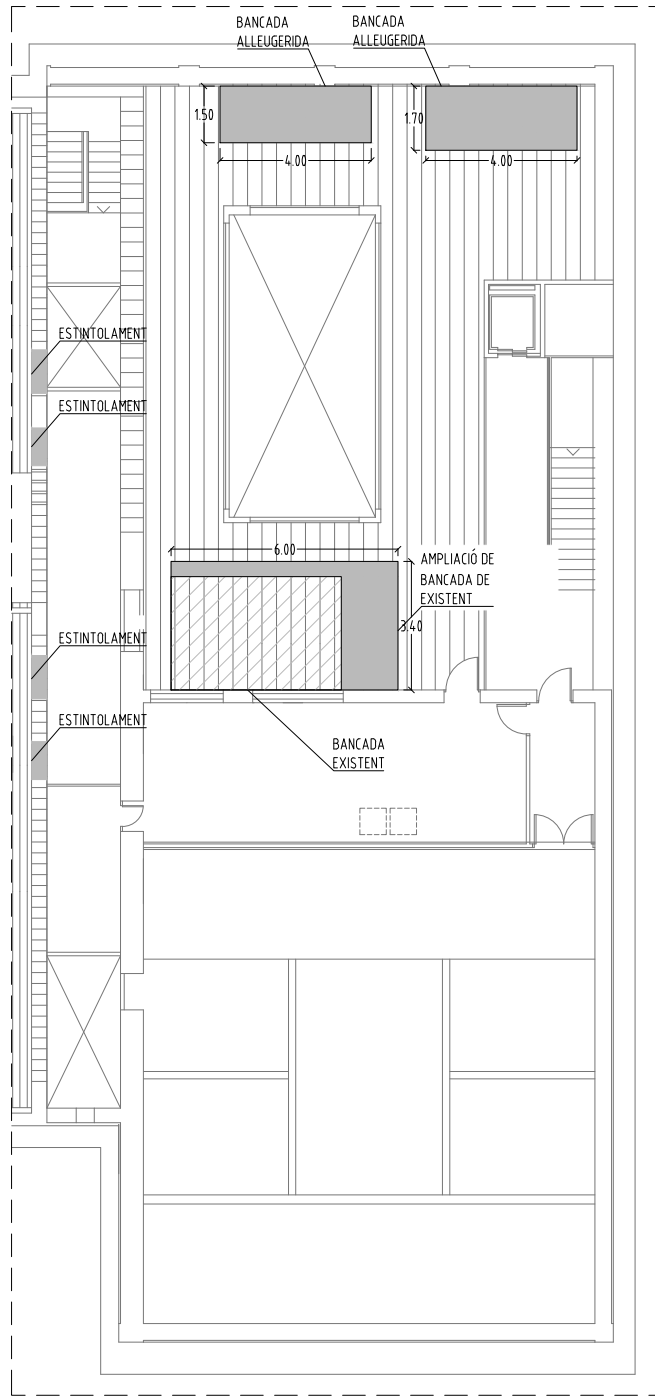 BANCADA
ALLEUGERIDA
BANCADA
ALLEUGERIDA
1.50
1.70
4.00
4.00
ESTINTOLAMENT
ESTINTOLAMENT
6.00
AMPLIACIÓ DE
BANCADA DE
EXISTENT
3.40
ESTINTOLAMENT
ESTINTOLAMENT
BANCADA
EXISTENT